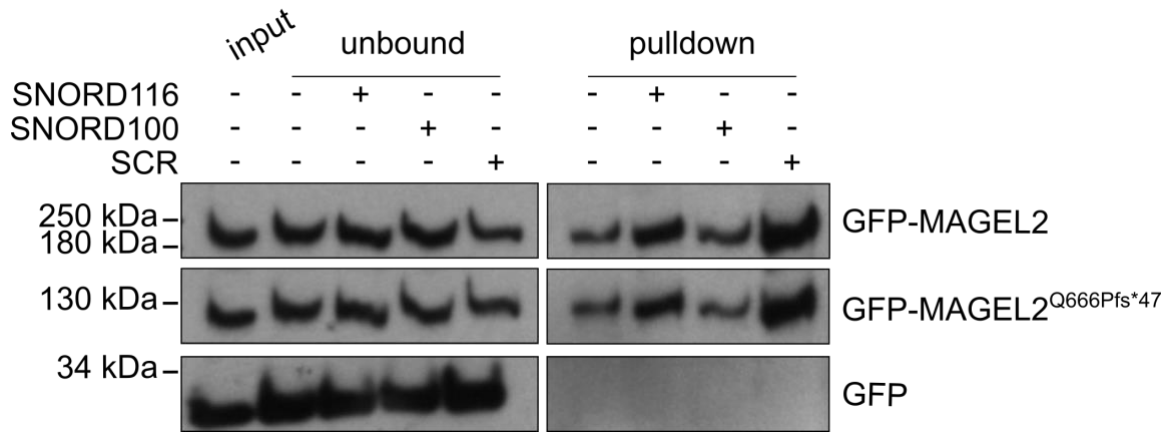 input
unbound
pulldown
SNORD116 - - + - - - + - -
SNORD100 - - - + - - - + -
SCR - - - - + - - - +
250 kDa
180 kDa
GFP-MAGEL2
130 kDa
GFP-MAGEL2Q666Pfs*47
34 kDa
GFP